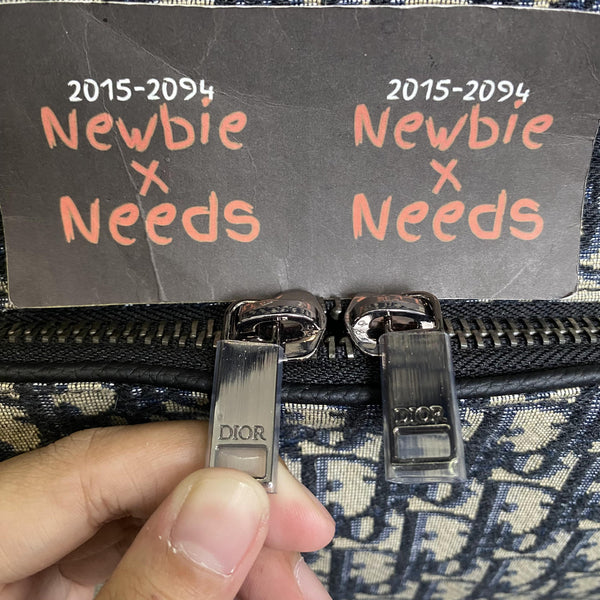 2015-2094 2015-2094
Newbie Newbie
x x
Needs Needs
DIOR DIOR